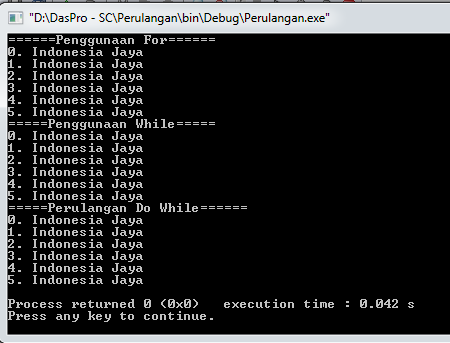 "D:\DasPro - SC\Perulangan\bin\Debug\Perulangan.exe"
======Penggunaan For======
0. Indonesia Jaya
1. Indonesia Jaya
2. Indonesia Jaya
3. Indonesia Jaya
4. Indonesia Jaya
5. Indonesia Jaya
=====Penggunaan While=====
0. Indonesia Jaya
1. Indonesia Jaya
2. Indonesia Jaya
3. Indonesia Jaya
4. Indonesia Jaya
5. Indonesia Jaya
=====Perulangan Do While======
0. Indonesia Jaya
1. Indonesia Jaya
2. Indonesia Jaya
3. Indonesia Jaya
4. Indonesia Jaya
5. Indonesia Jaya
Process returned 0 (0x0)   execution time : 0.042 s
Press any key to continue.